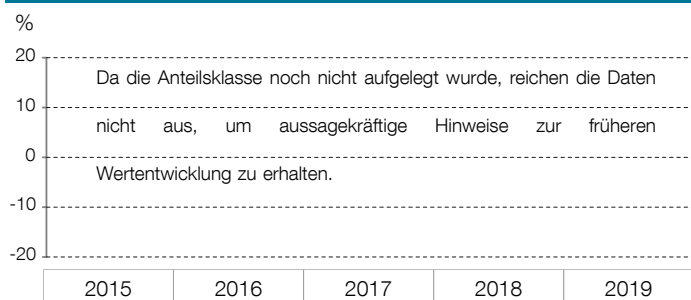 %
20
Da die Anteilsklasse noch nicht aufgelegt wurde, reichen die Daten
10
nicht aus, um aussagekräftige Hinweise zur früheren
0
Wertentwicklung zu erhalten.
-10
-20
2015 2016 2017 2018 2019